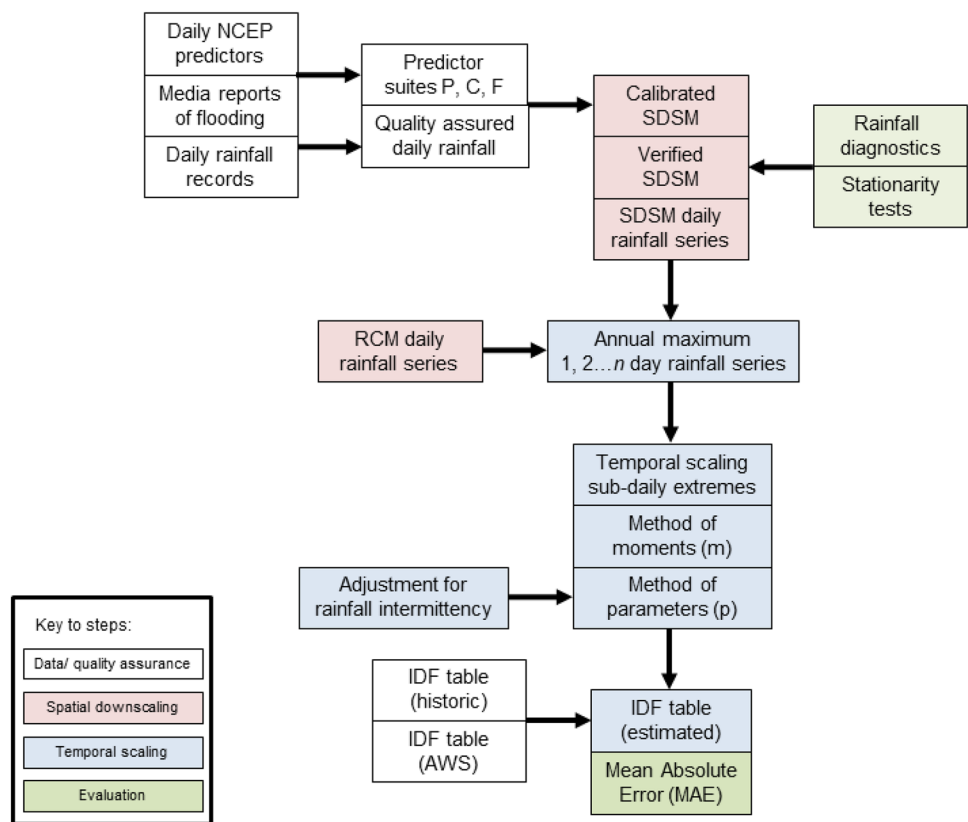 Daily NCEP
predictors
Media reports
of flooding
Daily rainfall
records
Predictor
suites P, C, F
Quality assured
daily rainfall
Calibrated
SDSM
Verified
SDSM
SDSM daily
rainfall series
Rainfall
diagnostics
Stationarity
tests
RCM daily
rainfall series
Annual maximum
1, 2…n day rainfall series
Temporal scaling
sub-daily extremes
Method of
moments (m)
Method of
parameters (p)
Adjustment for
rainfall intermittency
IDF table
(historic)
IDF table
(AWS)
IDF table
(estimated)
Mean Absolute
Error (MAE)
Key to steps:
Data/ quality assurance
Spatial downscaling
Temporal scaling
Evaluation